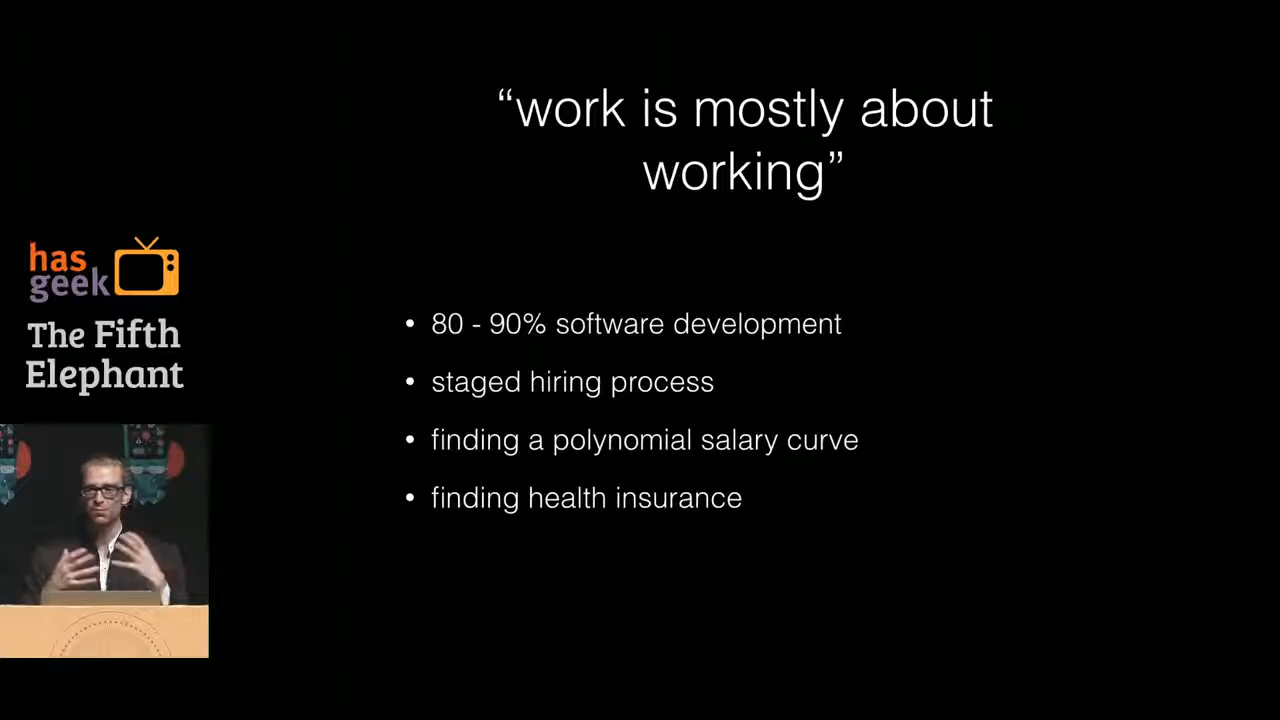 “work is mostly about
working”
has
geek
The Fifth
Elephant
• 80 - 90% software development
• staged hiring process
• finding a polynomial salary curve
• finding health insurance